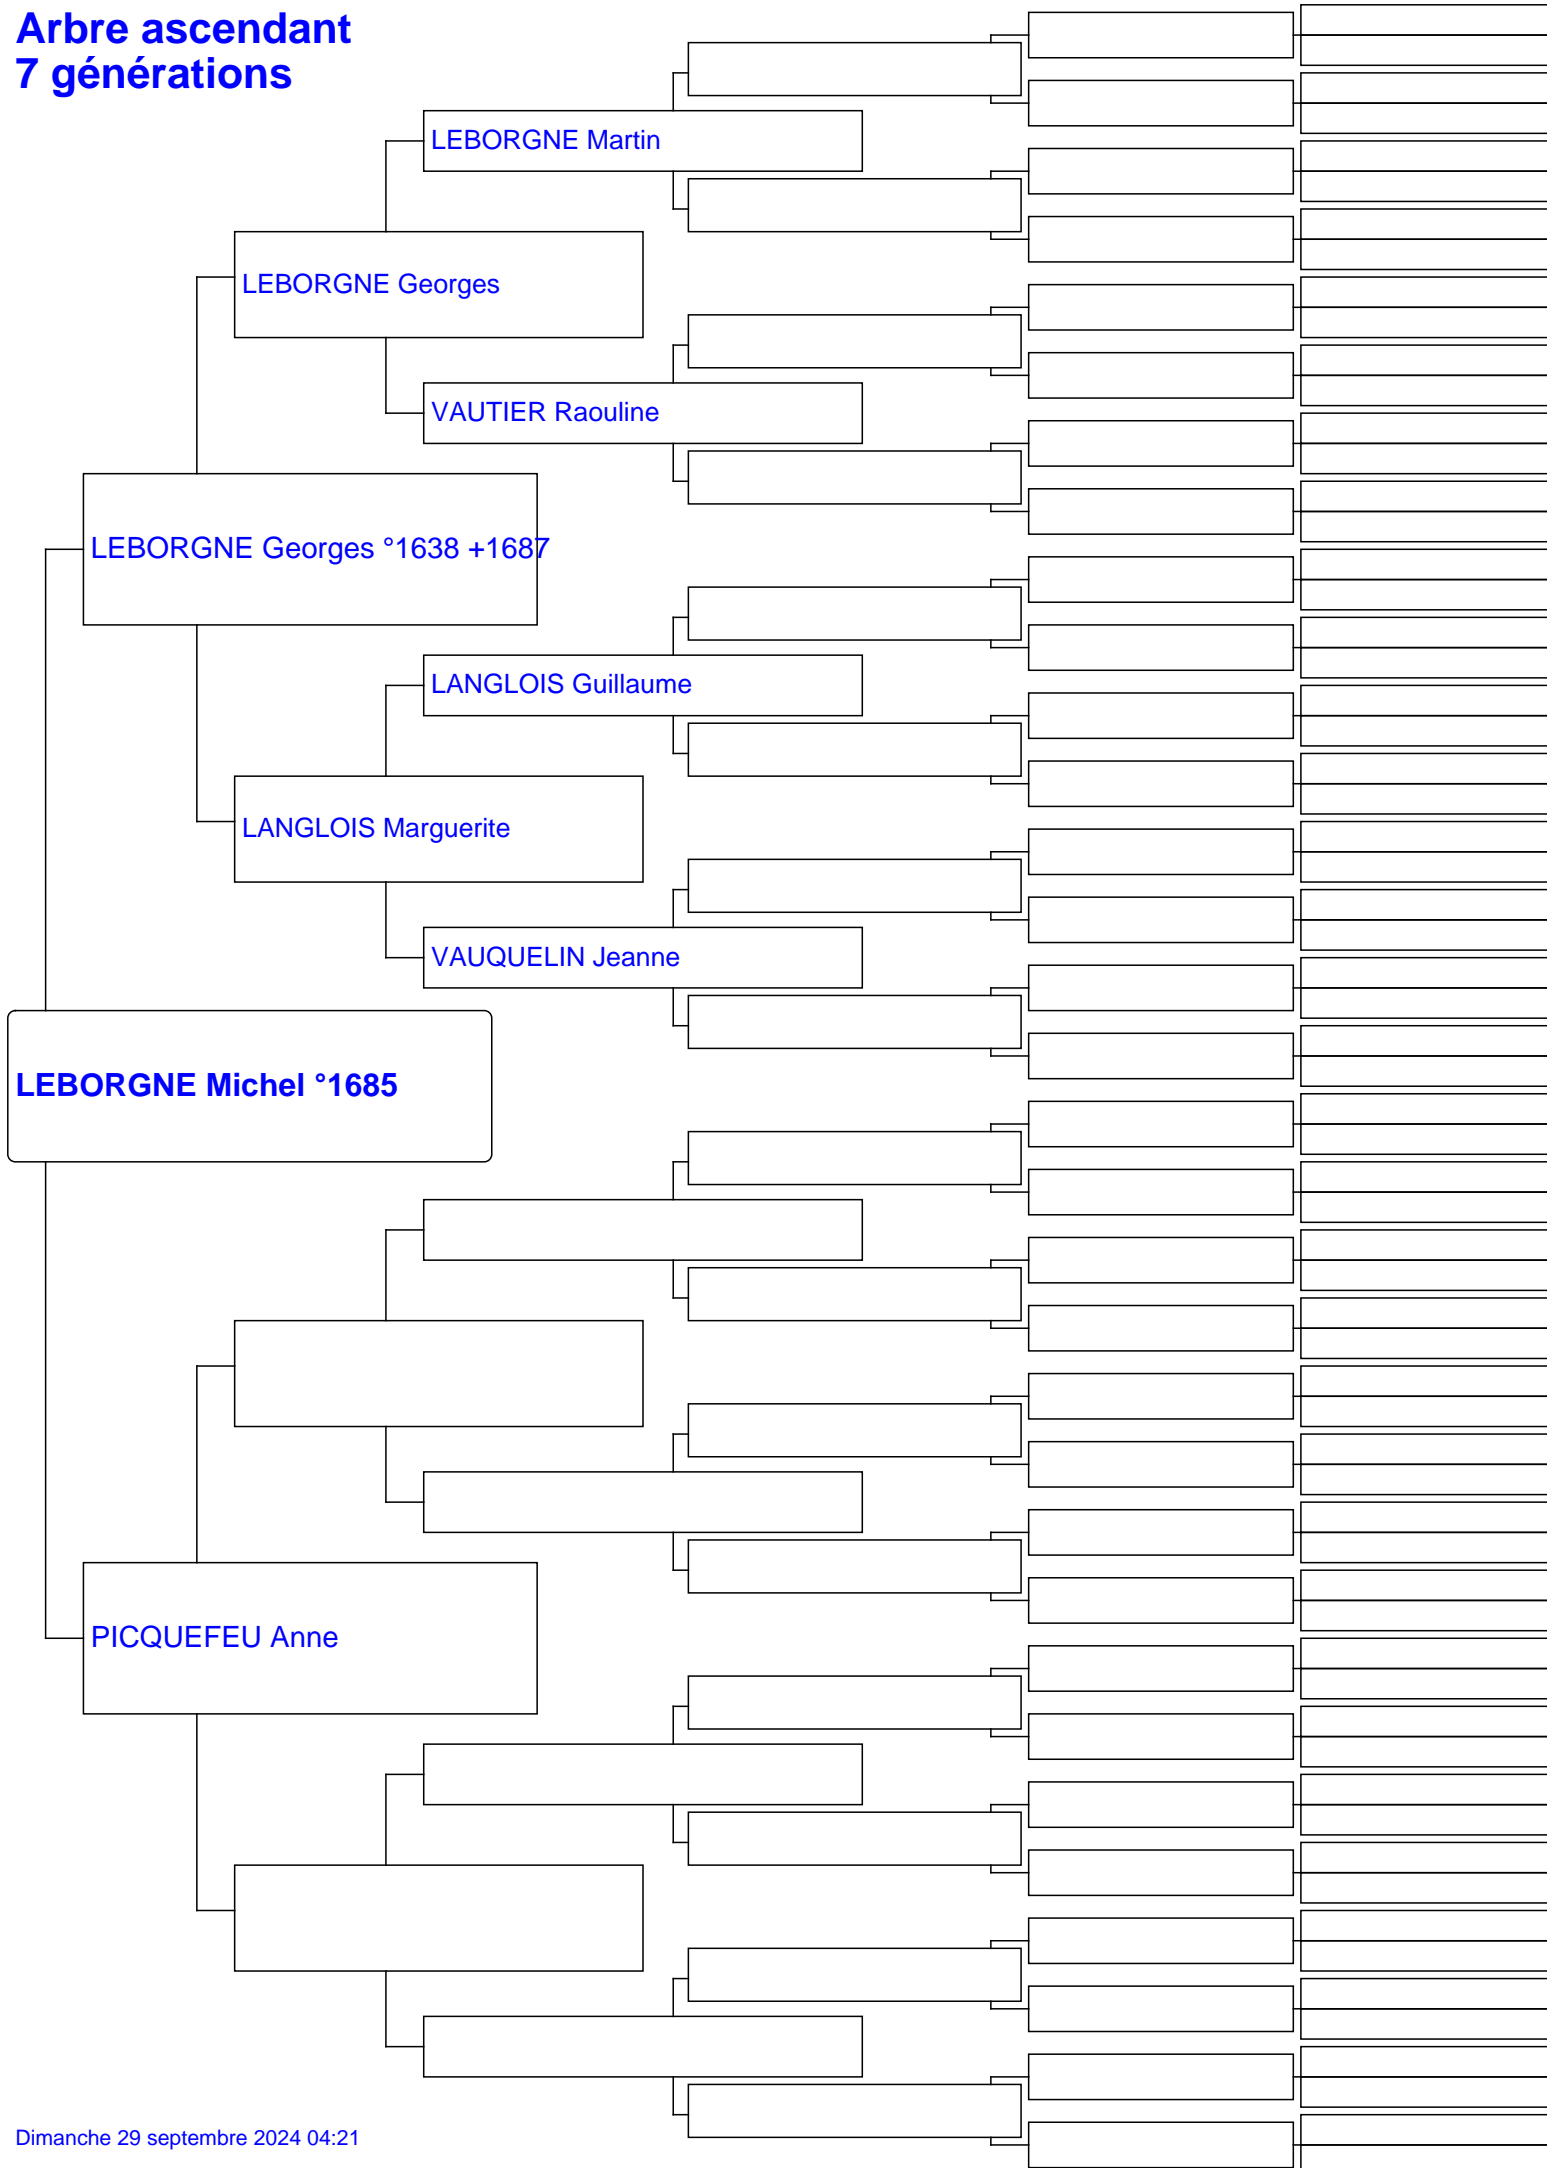 Arbre ascendant
7 générations
LEBORGNE Martin
LEBORGNE Georges
VAUTIER Raouline
LEBORGNE Georges °1638 +1687
LANGLOIS Guillaume
LANGLOIS Marguerite
VAUQUELIN Jeanne
LEBORGNE Michel °1685
PICQUEFEU Anne
Dimanche 29 septembre 2024 04:21